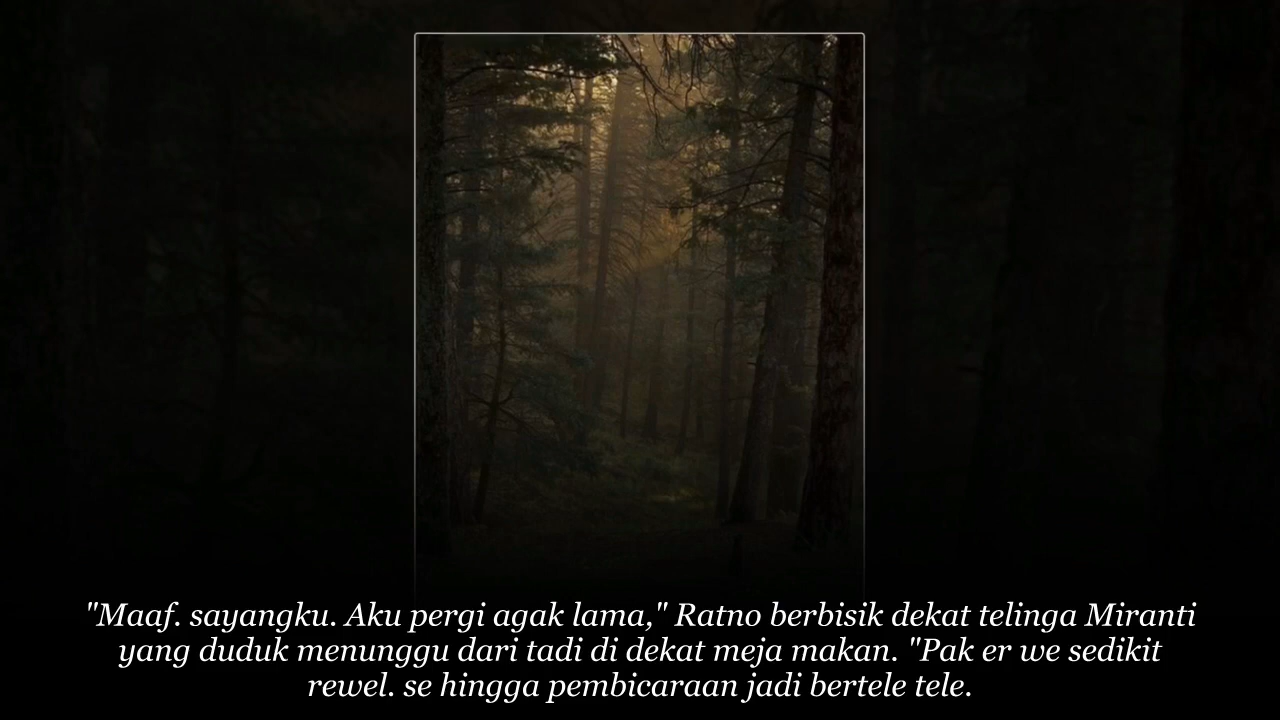 "Maaf. sayangku. Aku pergi agak lama," Ratno berbisik dekat telinga Miranti
yang duduk menunggu dari tadi di dekat meja makan. "Pak er we sedikit
rewel. se hingga pembicaraan jadi bertele tele.